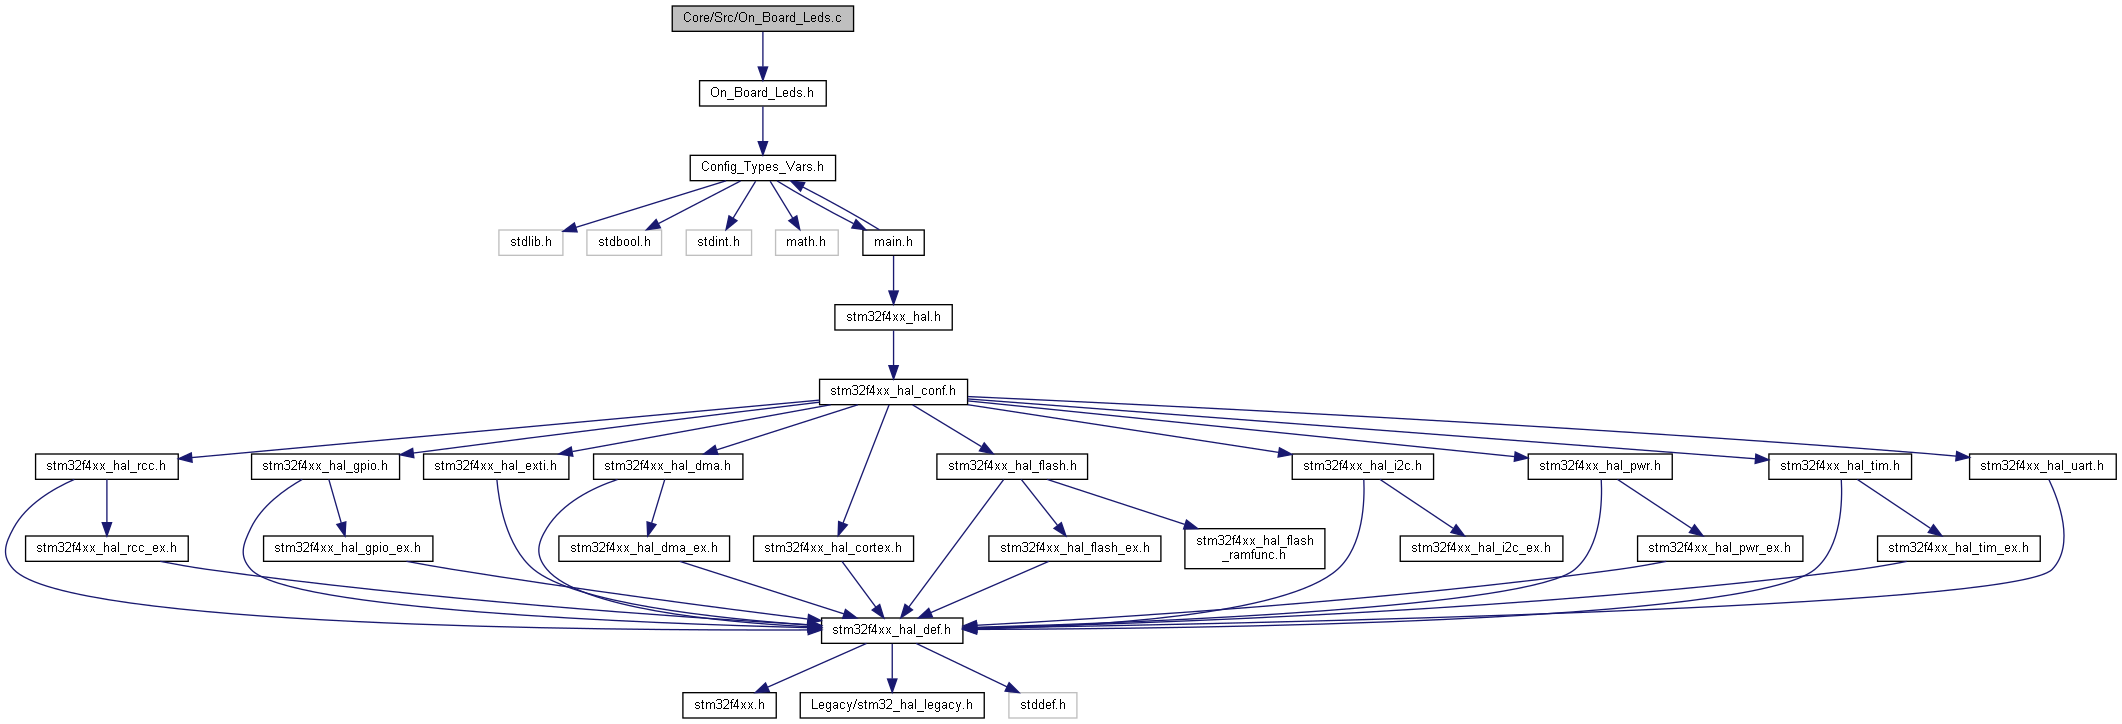 Core/Src/On_Board_Leds.c
On_Board_Leds.h
Config_Types_Vars.h
stdlib.h
stdbool.h
stdint.h
math.h
main.h
stm32f4xx_hal.h
stm32f4xx_hal_conf.h
stm32f4xx_hal_rcc.h
stm32f4xx_hal_gpio.h
stm32f4xx_hal_exti.h
stm32f4xx_hal_dma.h
stm32f4xx_hal_flash.h
stm32f4xx_hal_i2c.h
stm32f4xx_hal_pwr.h
stm32f4xx_hal_tim.h
stm32f4xx_hal_uart.h
stm32f4xx_hal_rcc_ex.h
stm32f4xx_hal_gpio_ex.h
stm32f4xx_hal_dma_ex.h
stm32f4xx_hal_cortex.h
stm32f4xx_hal_flash_ex.h
stm32f4xx_hal_flash
_ramfunc.h
stm32f4xx_hal_i2c_ex.h
stm32f4xx_hal_pwr_ex.h
stm32f4xx_hal_tim_ex.h
stm32f4xx_hal_def.h
stm32f4xx.h
Legacy/stm32_hal_legacy.h
stddef.h